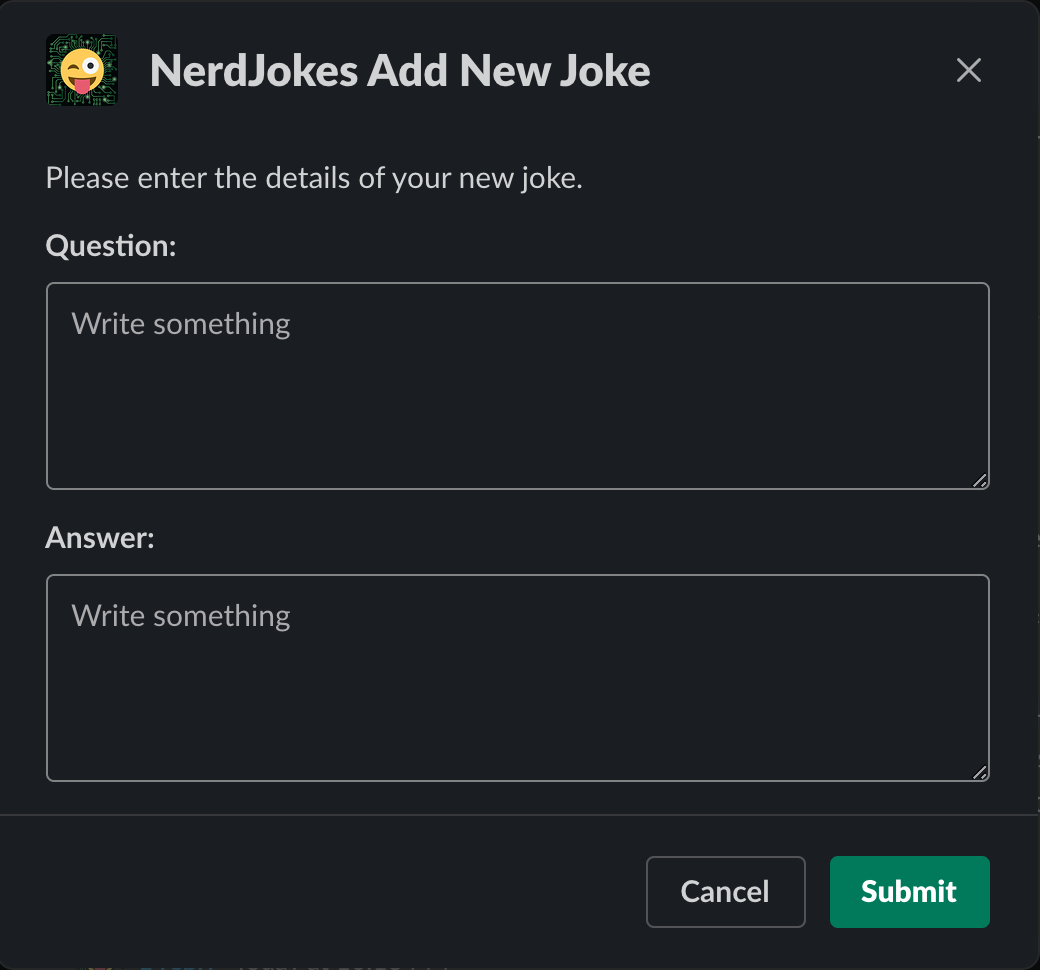 NerdJokes Add New Joke
Please enter the details of your new joke.
Question:
Write something
Answer:
Write something
Cancel
Submit